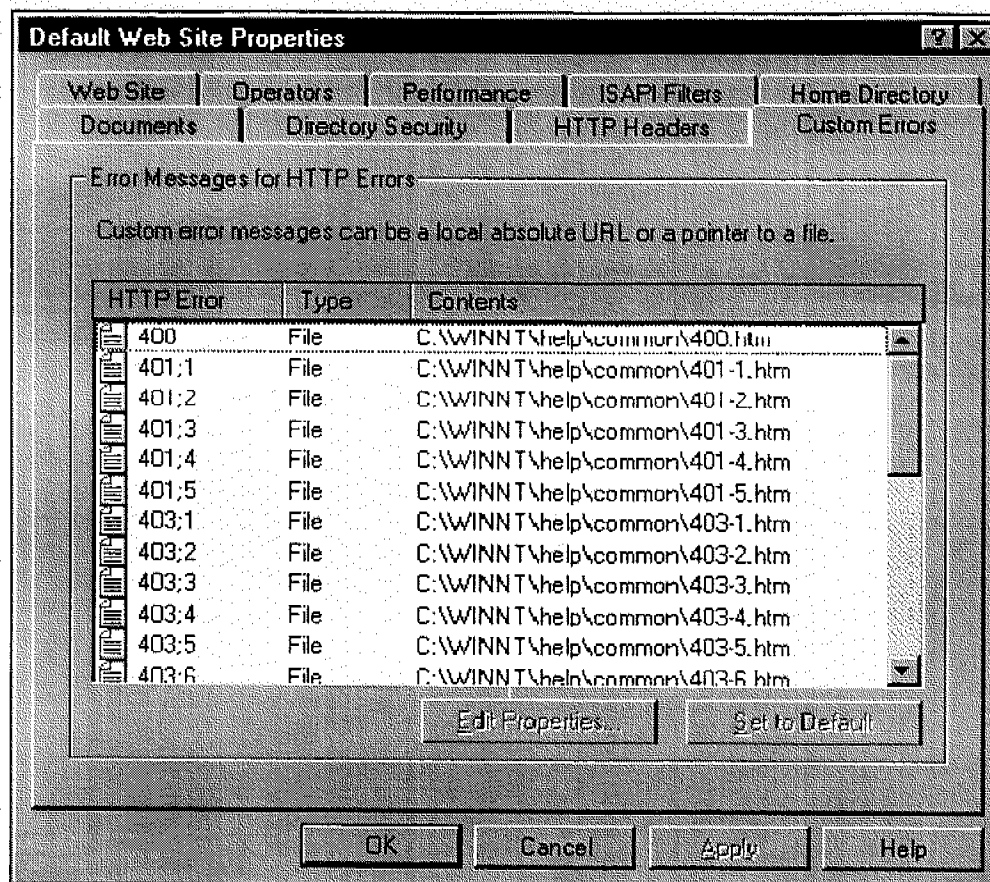 Default Web Site Properties
Web Site Operators Performance ISAPI Filters Home Directory
Documents Directory Security HTTP Headers Custom Errors
Error Messages for HTTP Errors
Custom error messages can be a local absolute URL or a pointer to a file.
HTTP Error Type Contents
400 File C:\WINNT\help\common\400.htm
401;1 File C:\WINNT\help\common\401-1.htm
401;2 File C:\WINNT\help\common\401-2.htm
401;3 File C:\WINNT\help\common\401-3.htm
401;4 File C:\WINNT\help\common\401-4.htm
401;5 File C:\WINNT\help\common\401-5.htm
403;1 File C:\WINNT\help\common\403-1.htm
403;2 File C:\WINNT\help\common\403-2.htm
403;3 File C:\WINNT\help\common\403-3.htm
403;4 File C:\WINNT\help\common\403-4.htm
403;5 File C:\WINNT\help\common\403-5.htm
403;6 File C:\WINNT\help\common\403-6.htm
Edit Properties... Set to Default
OK Cancel Apply Help